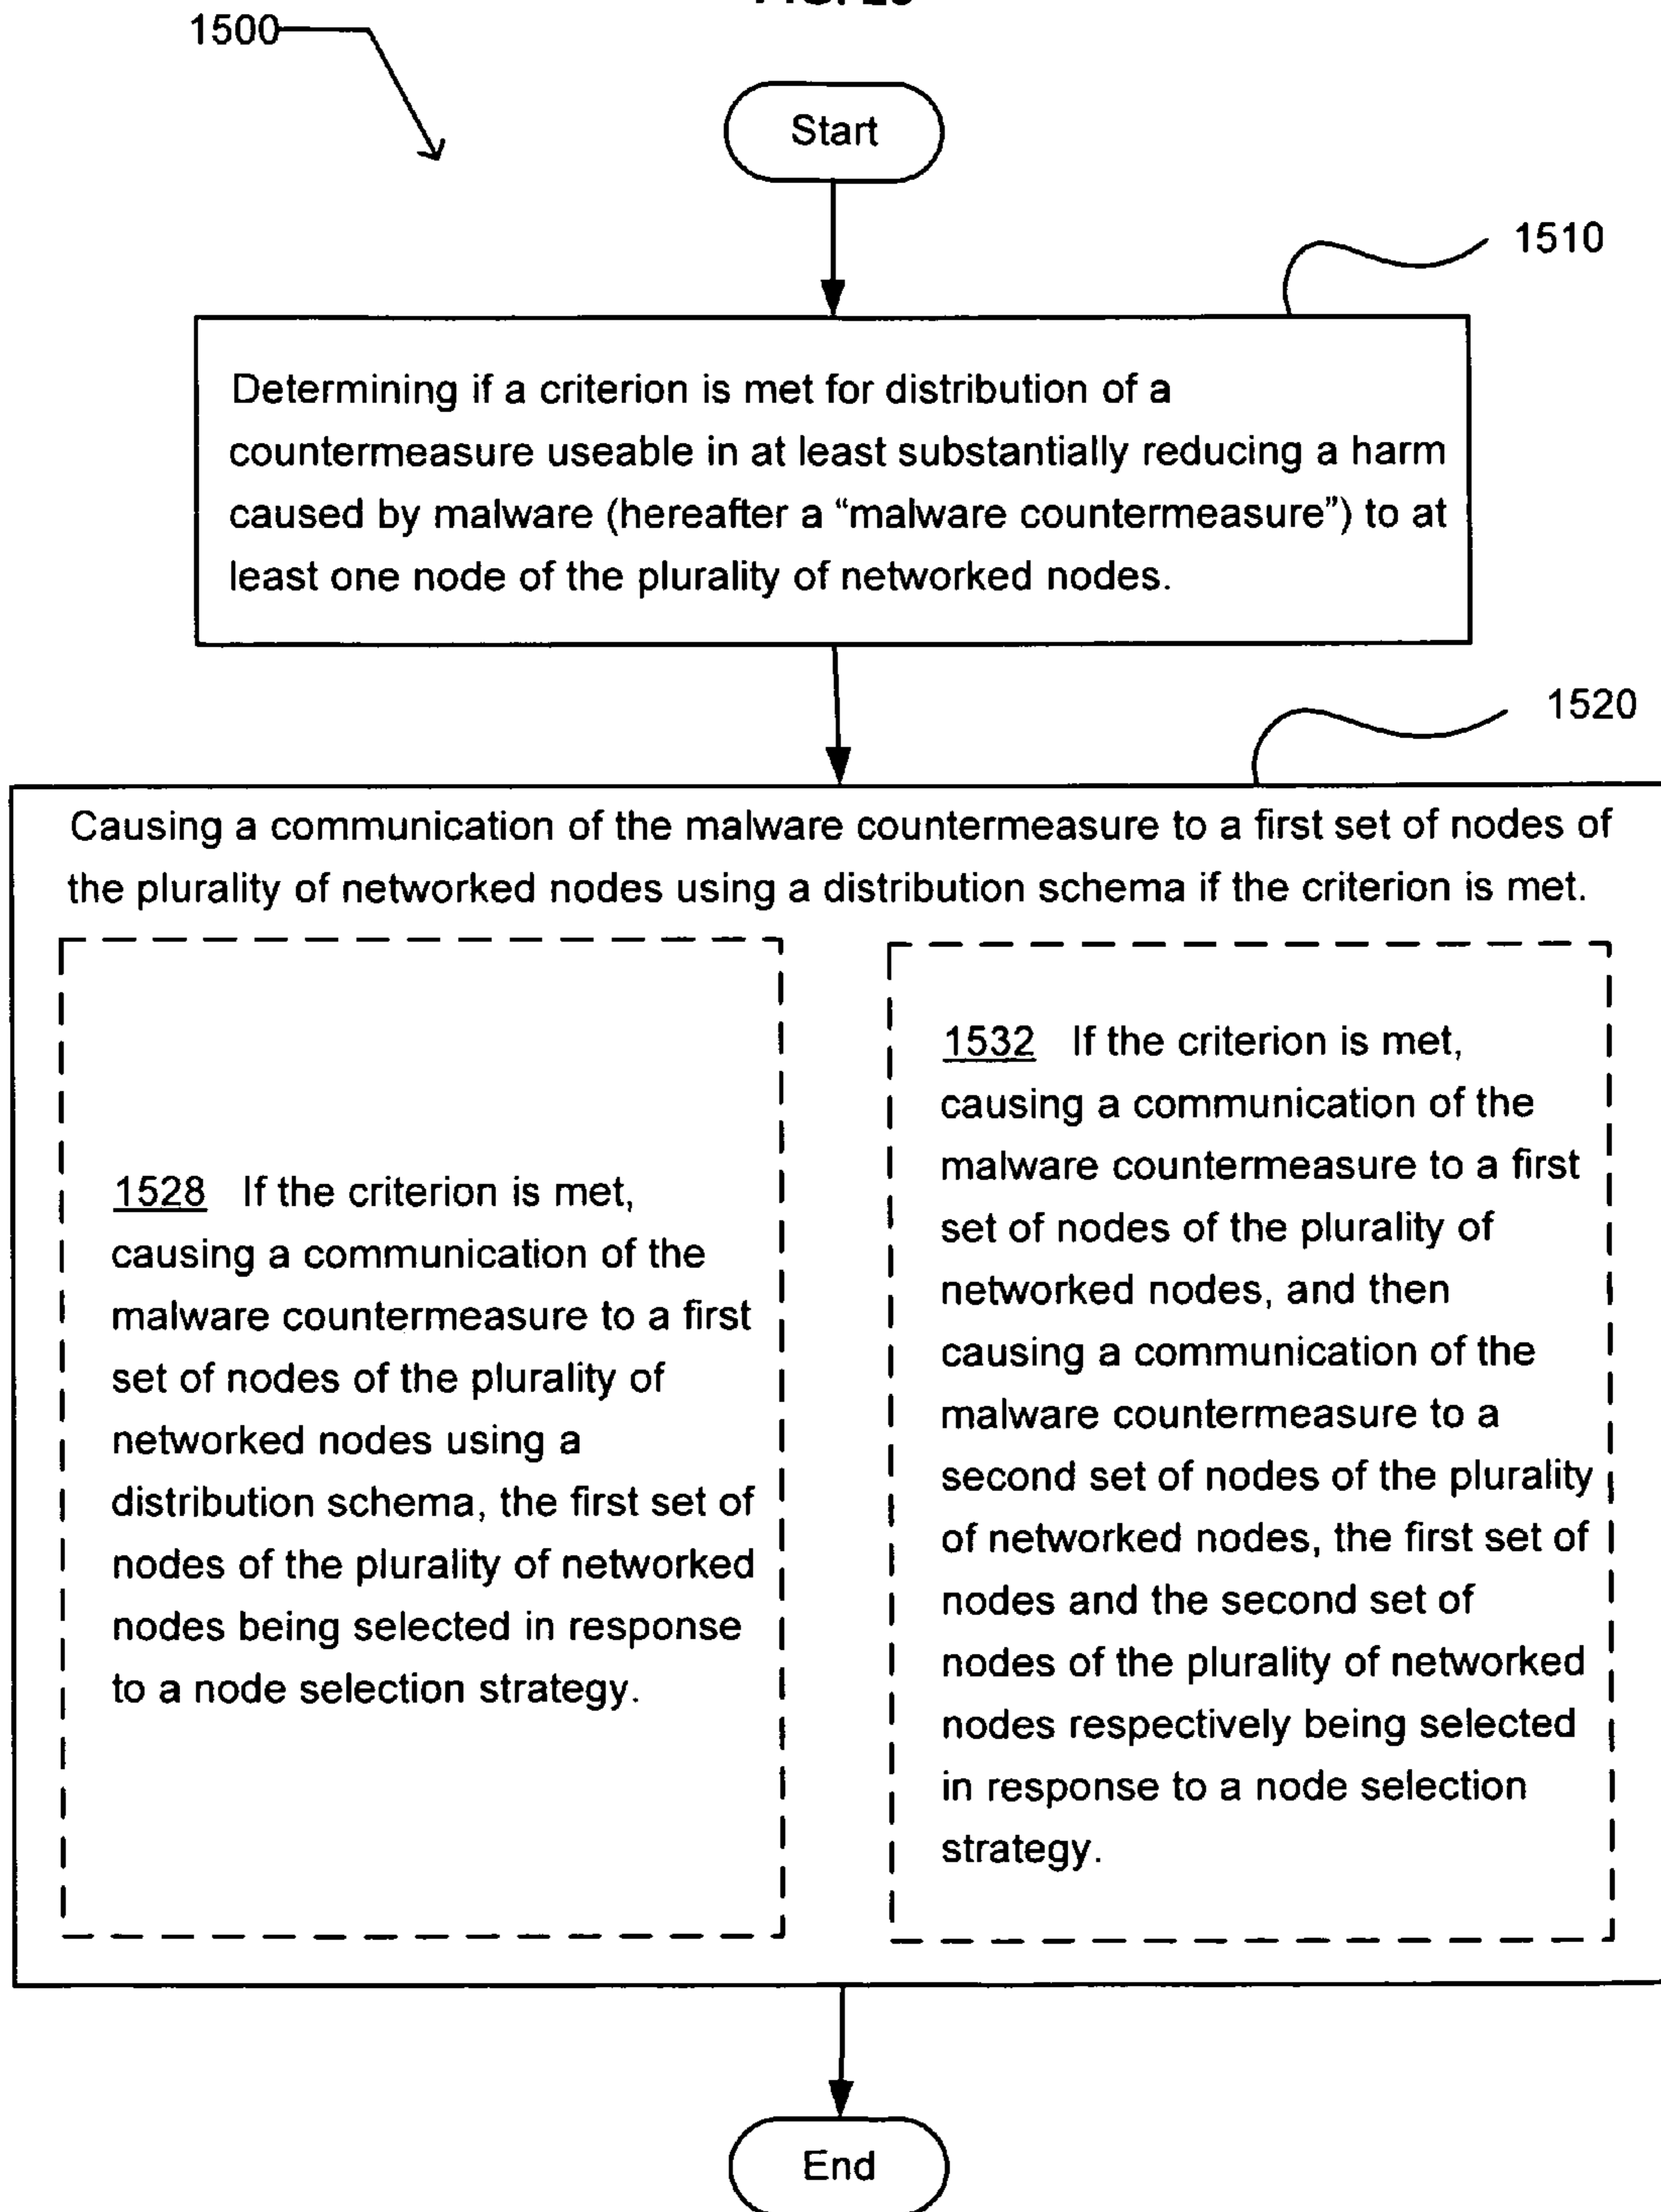 1500
Start
1510
Determining if a criterion is met for distribution of a
countermeasure useable in at least substantially reducing a harm
caused by malware (hereafter a “malware countermeasure”) to at
least one node of the plurality of networked nodes.
1520
Causing a communication of the malware countermeasure to a first set of nodes of
the plurality of networked nodes using a distribution schema if the criterion is met.
1528 If the criterion is met,
causing a communication of the
malware countermeasure to a first
set of nodes of the plurality of
networked nodes using a
distribution schema, the first set of
nodes of the plurality of networked
nodes being selected in response
to a node selection strategy.
1532 If the criterion is met,
causing a communication of the
malware countermeasure to a first
set of nodes of the plurality of
networked nodes, and then
causing a communication of the
malware countermeasure to a
second set of nodes of the plurality
of networked nodes, the first set of
nodes and the second set of
nodes of the plurality of networked
nodes respectively being selected
in response to a node selection
strategy.
End